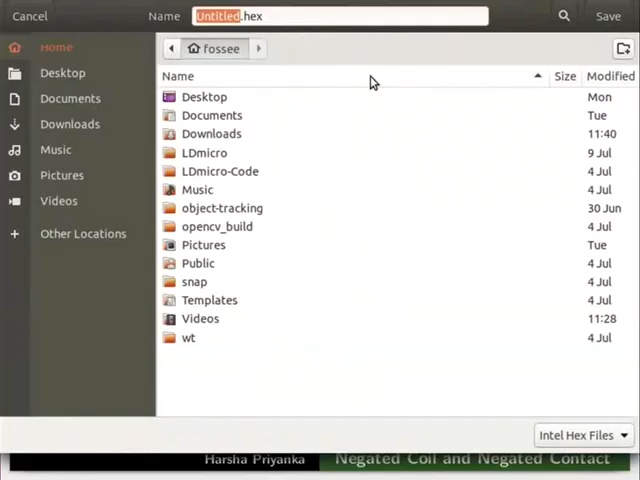 Cancel Name Untitled.hex Save
Home fossee
Name Size Modified
Desktop
Documents
Downloads
Music
Pictures
Videos
Other Locations
Desktop Mon
Documents Tue
Downloads 11:40
LDmicro 9 Jul
LDmicro-Code 4 Jul
Music 4 Jul
object-tracking 30 Jun
opencv_build 4 Jul
Pictures Tue
Public 4 Jul
snap 4 Jul
Templates 4 Jul
Videos 11:28
wt 4 Jul
Intel Hex Files
Harsha Priyanka Negated Coil and Negated Contact